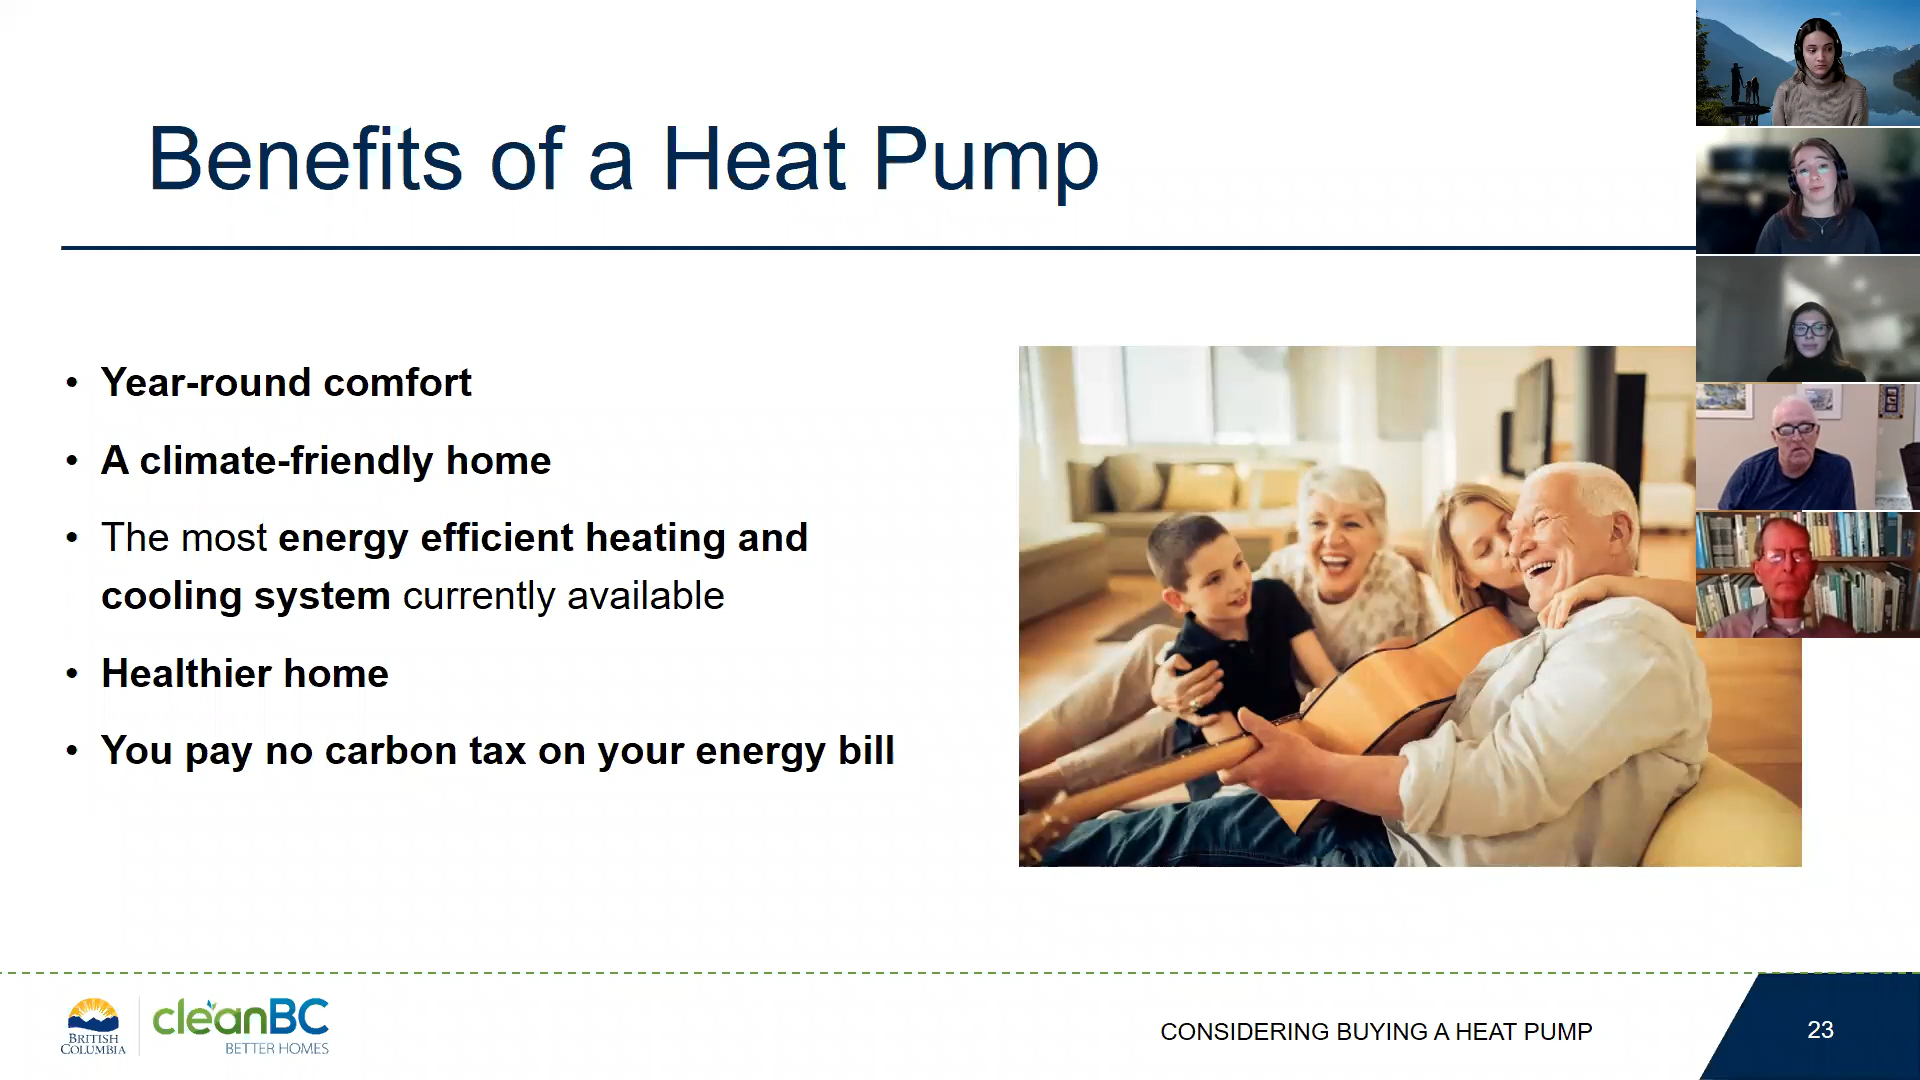 Benefits of a Heat Pump
• Year-round comfort
• A climate-friendly home
• The most energy efficient heating and
cooling system currently available
• Healthier home
• You pay no carbon tax on your energy bill
BRITISH
COLUMBIA
cleanBC
BETTER HOMES
CONSIDERING BUYING A HEAT PUMP
23